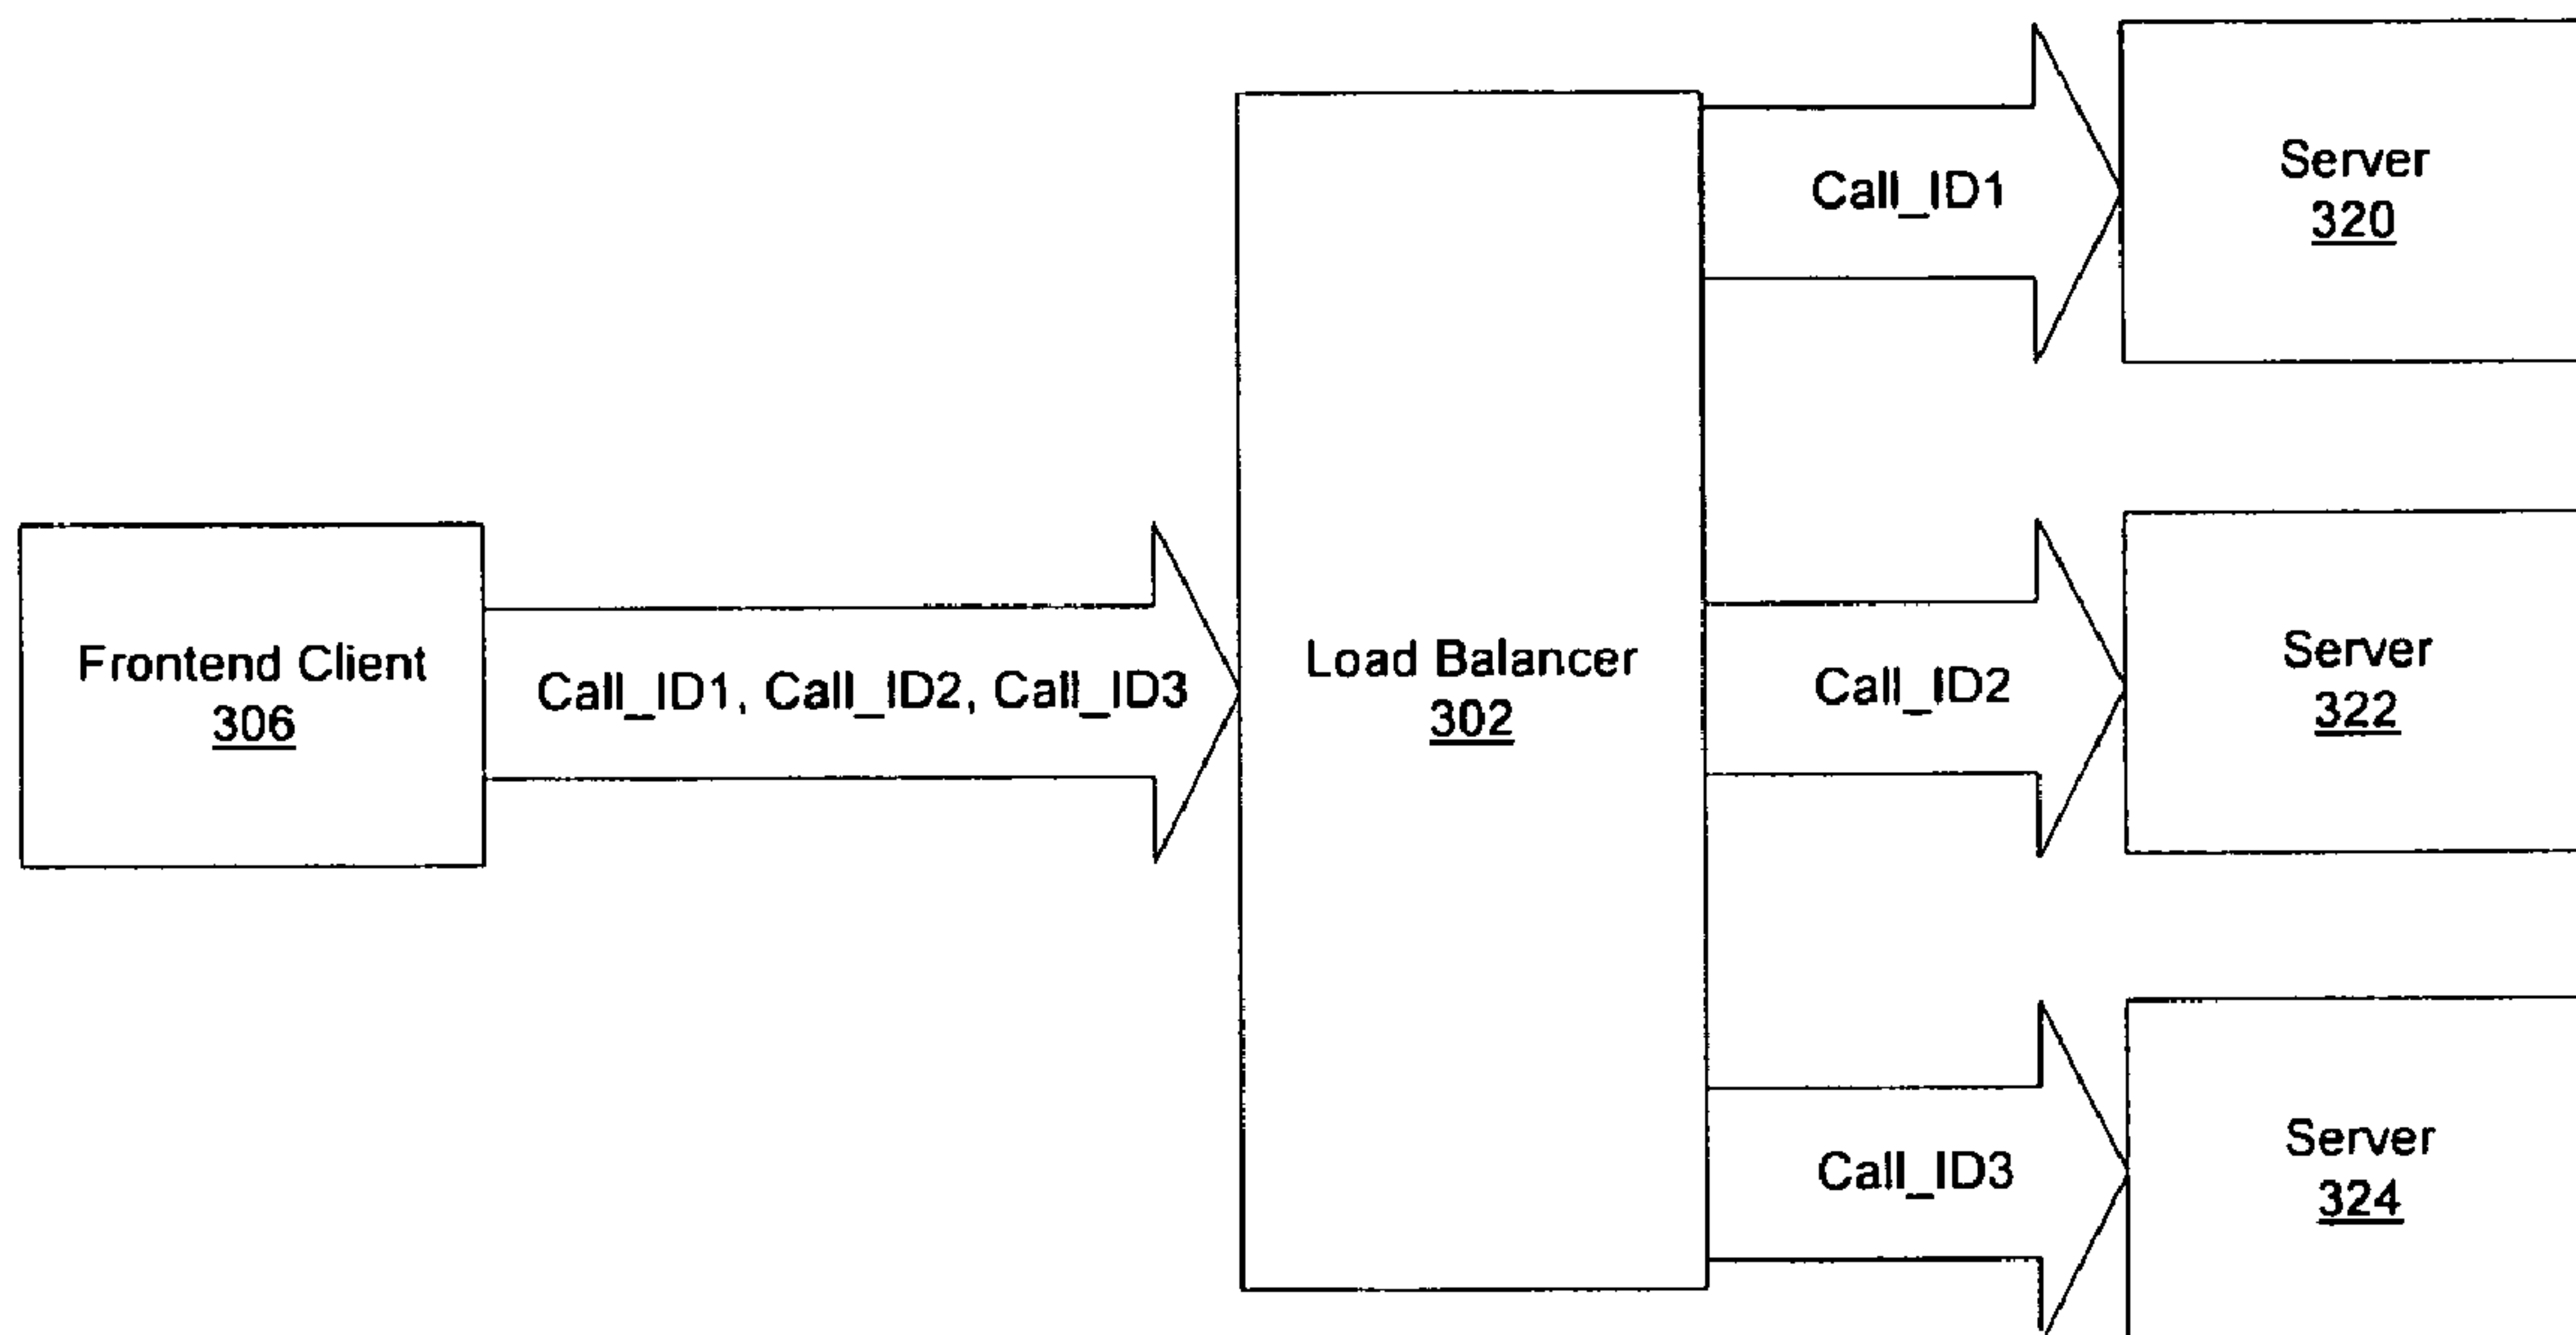 Call_ID1
Server
320
Frontend Client
306
Call_ID1, Call_ID2, Call_ID3
Load Balancer
302
Call_ID2
Server
322
Call_ID3
Server
324